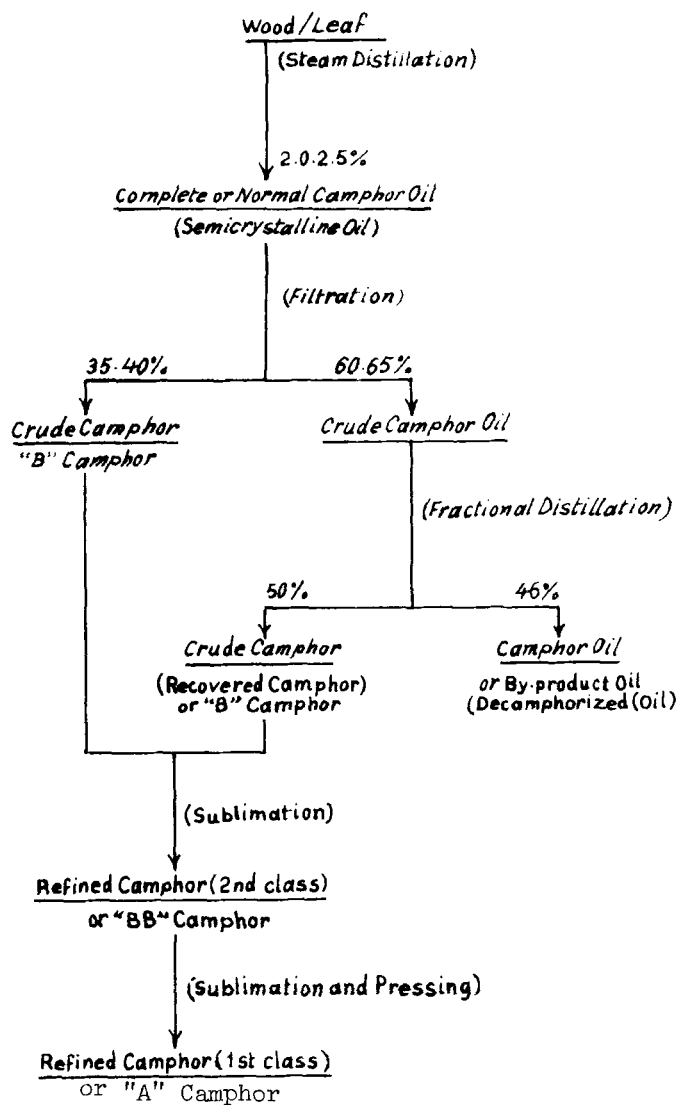 Wood/Leaf
(Steam Distillation)
2.0.2.5%
Complete or Normal Camphor Oil
(Semicrystalline Oil)
(Filtration)
35.40%
60.65%
Crude Camphor
"B" Camphor
Crude Camphor Oil
(Fractional Distillation)
50%
46%
Crude Camphor
(Recovered Camphor)
or "B" Camphor
Camphor Oil
or By.product Oil
(Decamphorized (Oil)
(Sublimation)
Refined Camphor (2nd class)
or "BB" Camphor
(Sublimation and Pressing)
Refined Camphor (1st class)
or "A" Camphor